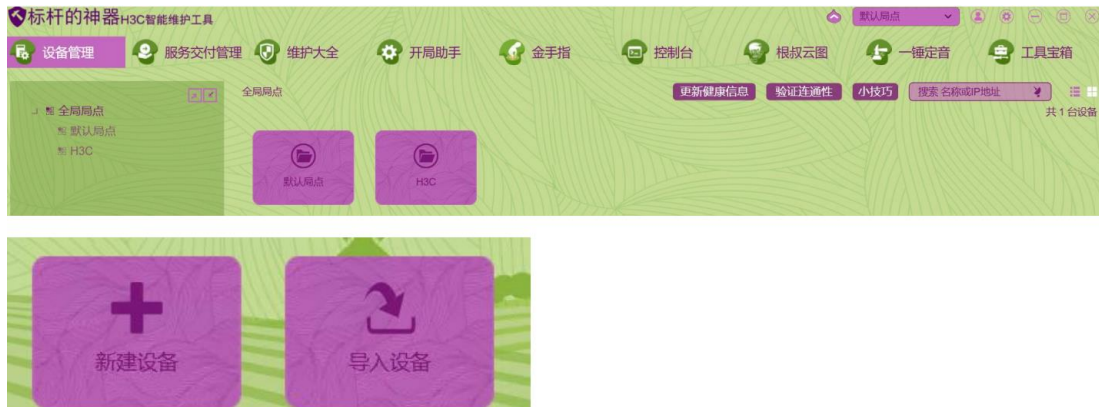 标杆的神器H3C智能维护工具
默认局点
设备管理 服务交付管理 维护大全 开局助手 金手指 控制台 根叔云图 一锤定音 工具宝箱
全局局点 更新健康信息 验证连通性 小技巧 搜索 名称或IP地址
共 1 台设备
全局局点
默认局点
H3C
默认局点 H3C
新建设备 导入设备